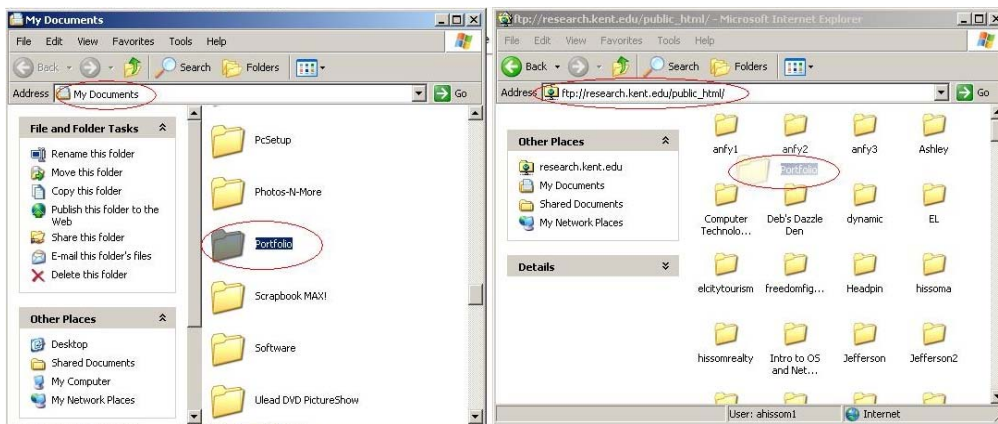 My Documents
File Edit View Favorites Tools Help
Back Search Folders
Address My Documents Go
File and Folder Tasks
Rename this folder
Move this folder
Copy this folder
Publish this folder to the
Web
Share this folder
E-mail this folder's files
Delete this folder
Other Places
Desktop
Shared Documents
My Computer
My Network Places
PcSetup
Photos-N-More
Portfolio
Scrapbook MAX!
Software
Ulead DVD PictureShow
ftp://research.kent.edu/public_html/ - Microsoft Internet Explorer
File Edit View Favorites Tools Help
Back Search Folders
Address ftp://research.kent.edu/public_html/ Go
Other Places
research.kent.edu
My Documents
Shared Documents
My Network Places
Details
anfy1 anfy2 anfy3 Ashley
Portfolio
Computer Deb's Dazzle dynamic EL
Technolo... Den
elcitytourism freedomfig... Headpin hissoma
hissomrealty Intro to OS Jefferson Jefferson2
and Net...
User: ahissom1 Internet